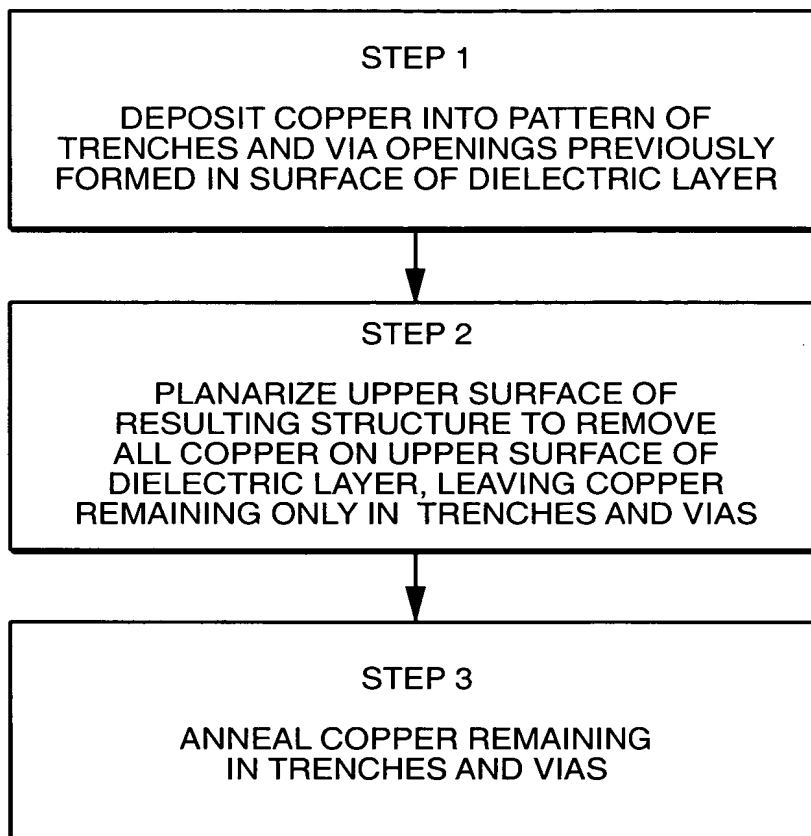 STEP 1
DEPOSIT COPPER INTO PATTERN OF
TRENCHES AND VIA OPENINGS PREVIOUSLY
FORMED IN SURFACE OF DIELECTRIC LAYER
STEP 2
PLANARIZE UPPER SURFACE OF
RESULTING STRUCTURE TO REMOVE
ALL COPPER ON UPPER SURFACE OF
DIELECTRIC LAYER, LEAVING COPPER
REMAINING ONLY IN TRENCHES AND VIAS
STEP 3
ANNEAL COPPER REMAINING
IN TRENCHES AND VIAS